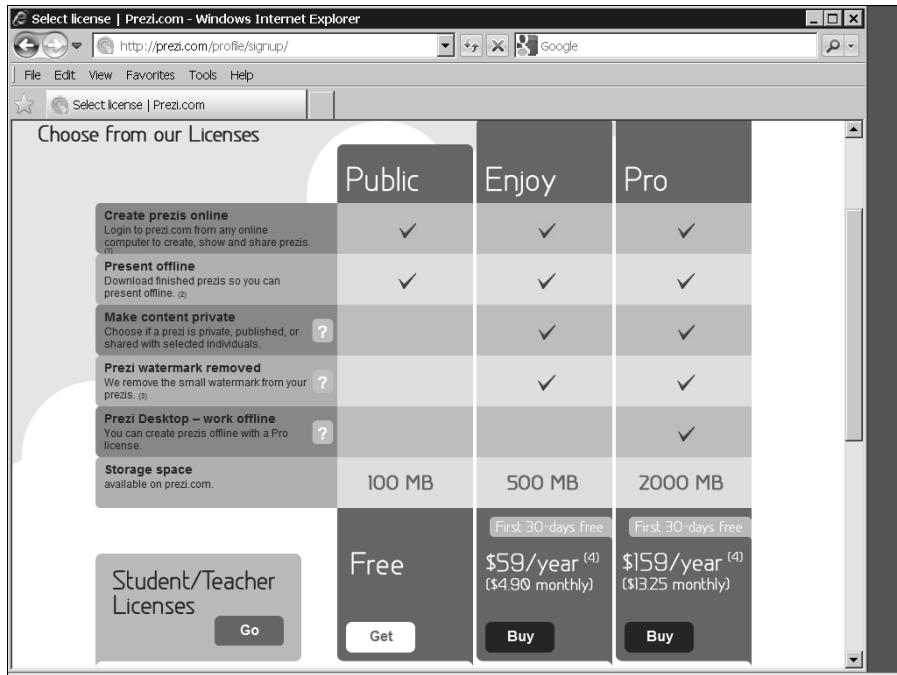 Select license | Prezi.com - Windows Internet Explorer
http://prezi.com/profile/signup/
Google
File Edit View Favorites Tools Help
Select license | Prezi.com
Choose from our Licenses
Public Enjoy Pro
Create prezis online
Login to prezi.com from any online
computer to create, show and share prezis.
(1)
Present offline
Download finished prezis so you can
present offline. (2)
Make content private
Choose if a prezi is private, published, or
shared with selected individuals.
?
Prezi watermark removed
We remove the small watermark from your
prezis. (3)
?
Prezi Desktop – work offline
You can create prezis offline with a Pro
license.
?
Storage space
available on prezi.com.
100 MB 500 MB 2000 MB
First 30-days free First 30-days free
Free $59/year (4) $159/year (4)
($4.90 monthly) ($13.25 monthly)
Student/Teacher
Licenses
Go
Get Buy Buy